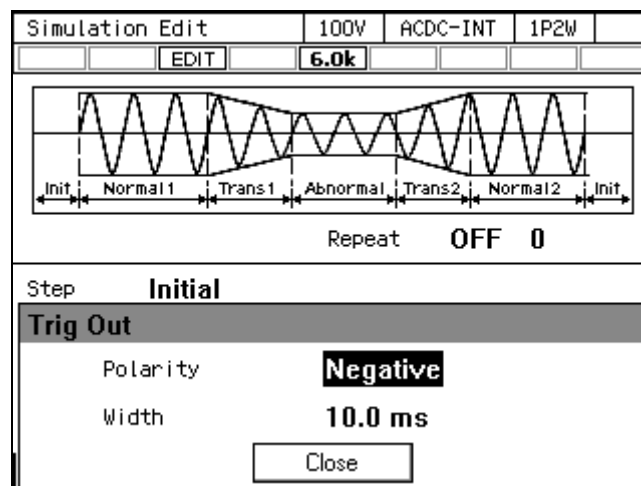 Simulation Edit 100V ACDC-INT 1P2W
EDIT 6.0k
Init Normal1 Trans1 Abnormal Trans2 Normal2 Init
Repeat OFF 0
Step Initial
Trig Out
Polarity Negative
Width 10.0 ms
Close